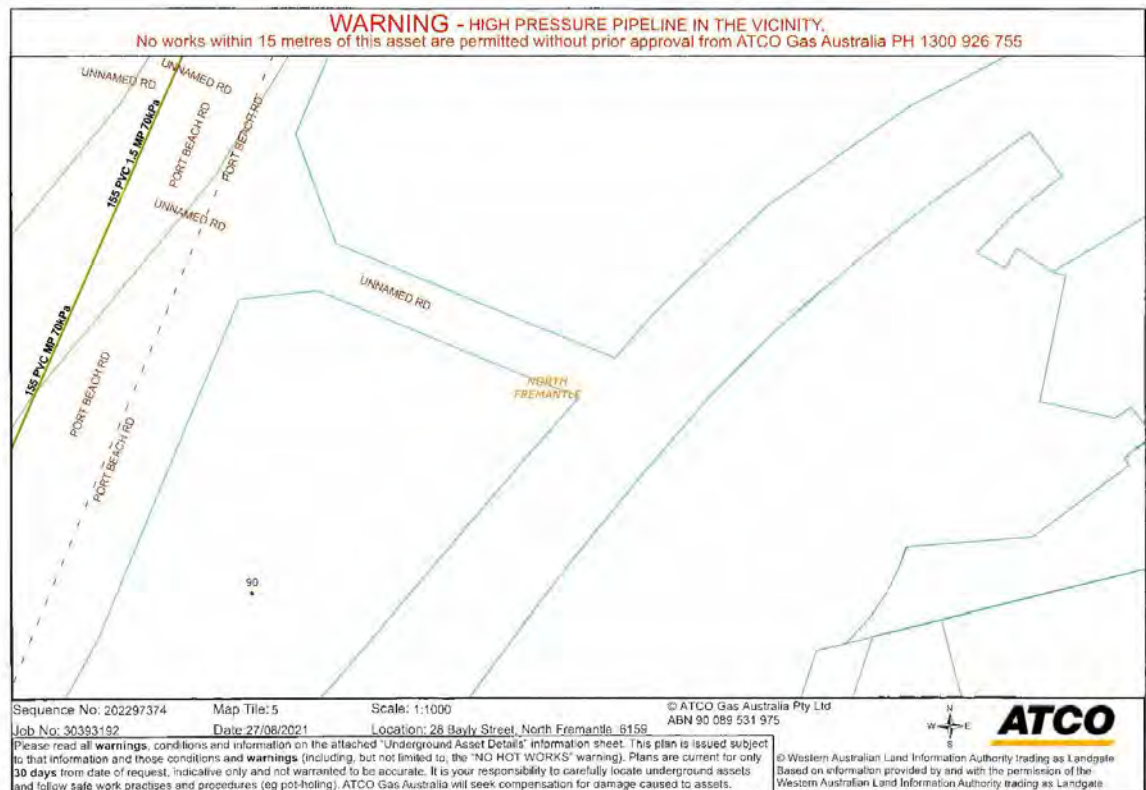 WARNING - HIGH PRESSURE PIPELINE IN THE VICINITY.
No works within 15 metres of this asset are permitted without prior approval from ATCO Gas Australia PH 1300 926 755
UNNAMED RD
UNNAMED RD
155 PVC 1.5 MP 70kPa
PORT BEACH RD
PORT BEACH RD
UNNAMED RD
UNNAMED RD
155 PVC MP 70kPa
PORT BEACH RD
PORT BEACH RD
NORTH
FREMANTLE
90
Sequence No: 202297374
Map Tile: 5
Scale: 1:1000
Job No: 30393192
Date 27/08/2021
Location: 28 Bayly Street, North Fremantle 6159
© ATCO Gas Australia Pty Ltd
ABN 90 089 531 975
N
W E
S
ATCO
Please read all warnings, conditions and information on the attached "Underground Asset Details" information sheet. This plan is issued subject
to that information and those conditions and warnings (including, but not limited to, the "NO HOT WORKS" warning). Plans are current for only
30 days from date of request, indicative only and not warranted to be accurate. It is your responsibility to carefully locate underground assets
and follow safe work practises and procedures (eg pot-holing). ATCO Gas Australia will seek compensation for damage caused to assets.
© Western Australian Land Information Authority trading as Landgate
Based on information provided by and with the permission of the
Western Australian Land Information Authority trading as Landgate